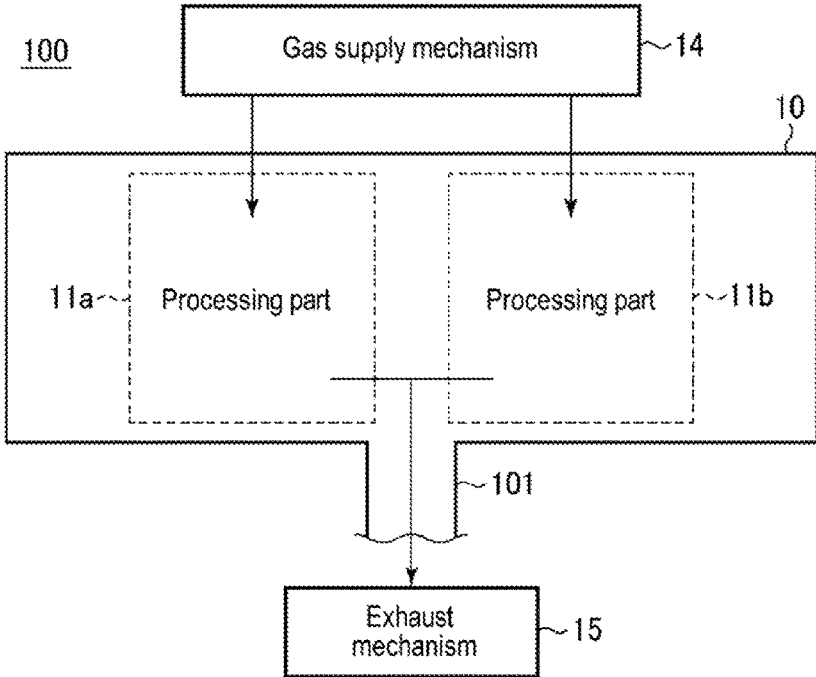 100
Gas supply mechanism
14
10
11a
Processing part
Processing part
11b
101
Exhaust
mechanism
15